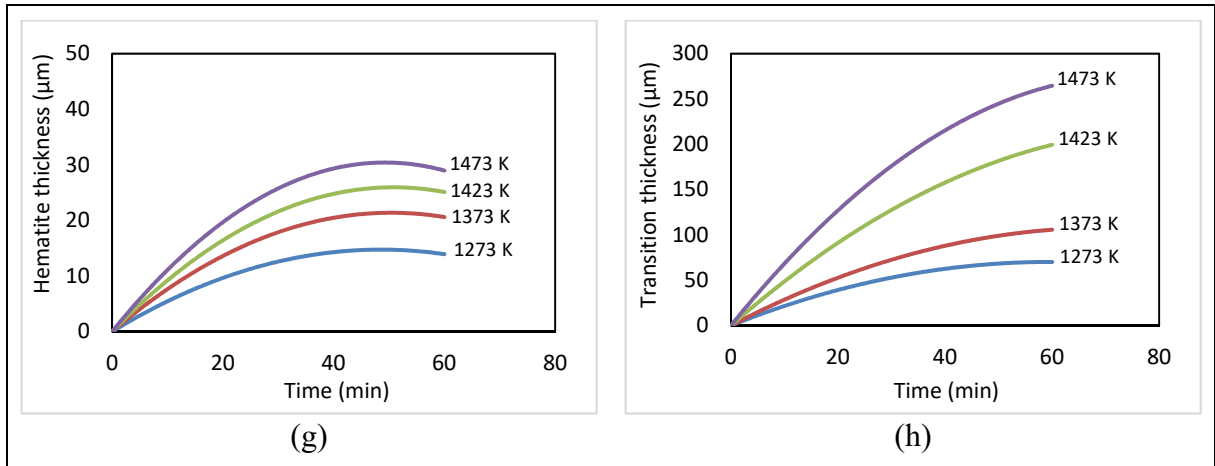 Hematite thickness (µm)
50
40
30
20
10
0
1473 K
1423 K
1373 K
1273 K
0 20 40 60 80
Time (min)
(g)
Transition thickness (µm)
300
250
200
150
100
50
0
1473 K
1423 K
1373 K
1273 K
0 20 40 60 80
Time (min)
(h)